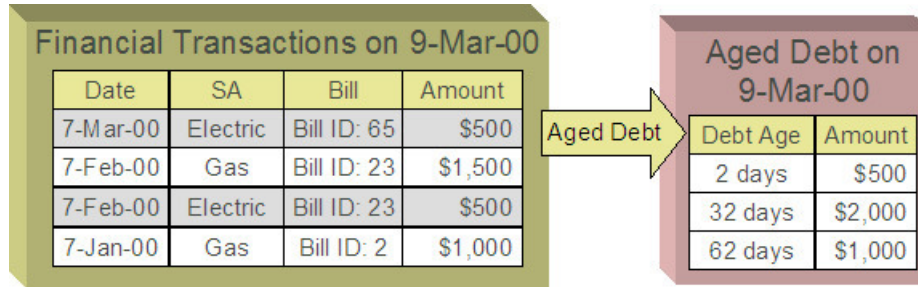 Financial Transactions on 9-Mar-00
Date SA Bill Amount
7-Mar-00 Electric Bill ID: 65 $500
7-Feb-00 Gas Bill ID: 23 $1,500
7-Feb-00 Electric Bill ID: 23 $500
7-Jan-00 Gas Bill ID: 2 $1,000
Aged Debt
Aged Debt on
9-Mar-00
Debt Age Amount
2 days $500
32 days $2,000
62 days $1,000